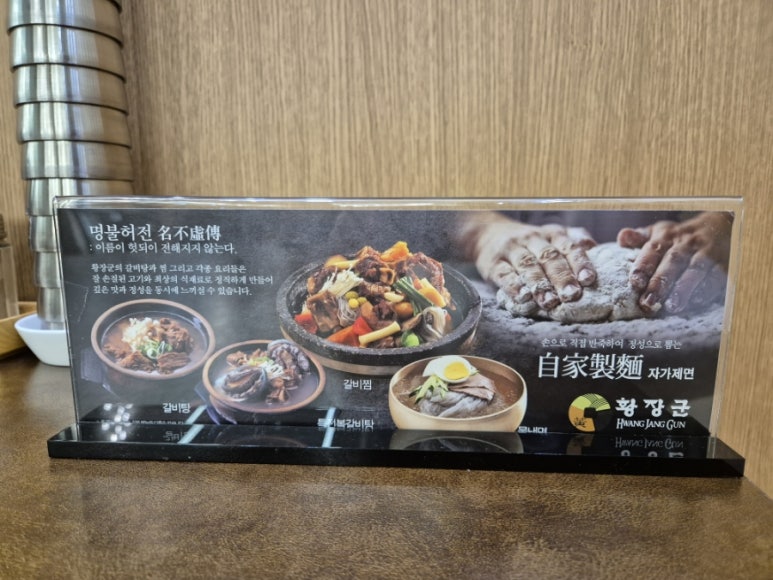 명불허전 名不虛傳
: 이름이 헛되이 전해지지 않는다.
황장군의 갈비탕과 찜 그리고 각종 요리들은
잘 손질된 고기와 최상의 식재료로 정직하게 만들어
깊은 맛과 정성을 동시에 느끼실 수 있습니다.
갈비탕
갈비찜
손으로 직접 반죽하여 정성으로 뽑는
自家製麵 자가제면
황장군
HWANG JANG GUN